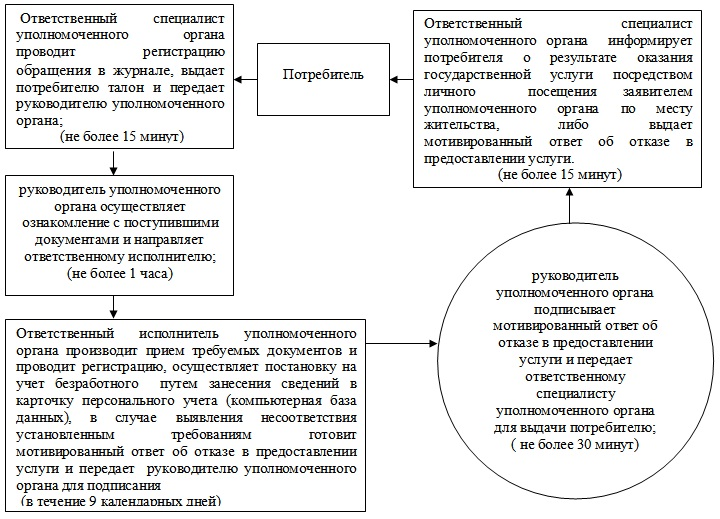 Ответственный специалист
уполномоченного органа
проводит регистрацию
обращения в журнале, выдает
потребителю талон и передает
руководителю уполномоченного
органа;
(не более 15 минут)
Потребитель
Ответственный специалист
уполномоченного органа информирует
потребителя о результате оказания
государственной услуги посредством
личного посещения заявителем
уполномоченного органа по месту
жительства, либо выдает
мотивированный ответ об отказе в
предоставлении услуги.
(не более 15 минут)
руководитель уполномоченного
органа осуществляет
ознакомление с поступившими
документами и направляет
ответственному исполнителю;
(не более 1 часа)
Ответственный исполнитель уполномоченного
органа производит прием требуемых документов и
проводит регистрацию, осуществляет постановку на
учет безработного путем занесения сведений в
карточку персонального учета (компьютерная база
данных), в случае выявления несоответствия
установленным требованиям готовит
мотивированный ответ об отказе в предоставлении
услуги и передает руководителю уполномоченного
органа для подписания
(в течение 9 календарных дней)
руководитель
уполномоченного органа
подписывает
мотивированный ответ об
отказе в предоставлении
услуги и передает
ответственному
специалисту
уполномоченного органа
для выдачи потребителю;
( не более 30 минут)